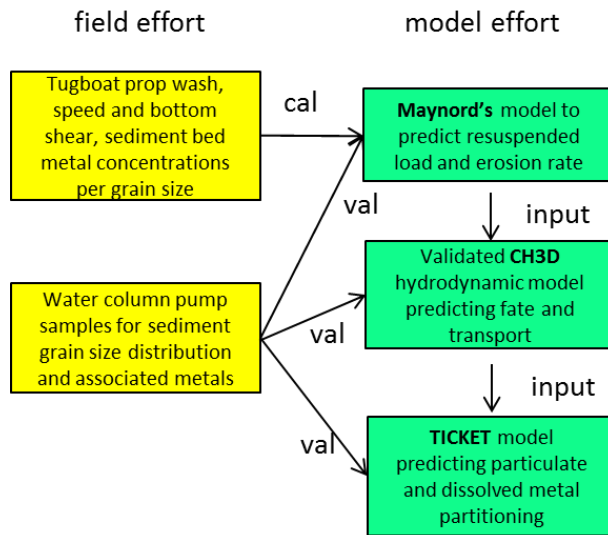 field effort
model effort
Tugboat prop wash,
speed and bottom
shear, sediment bed
metal concentrations
per grain size
cal
Maynord's model to
predict resuspended
load and erosion rate
val
input
Water column pump
samples for sediment
grain size distribution
and associated metals
val
Validated CH3D
hydrodynamic model
predicting fate and
transport
input
val
TICKET model
predicting particulate
and dissolved metal
partitioning